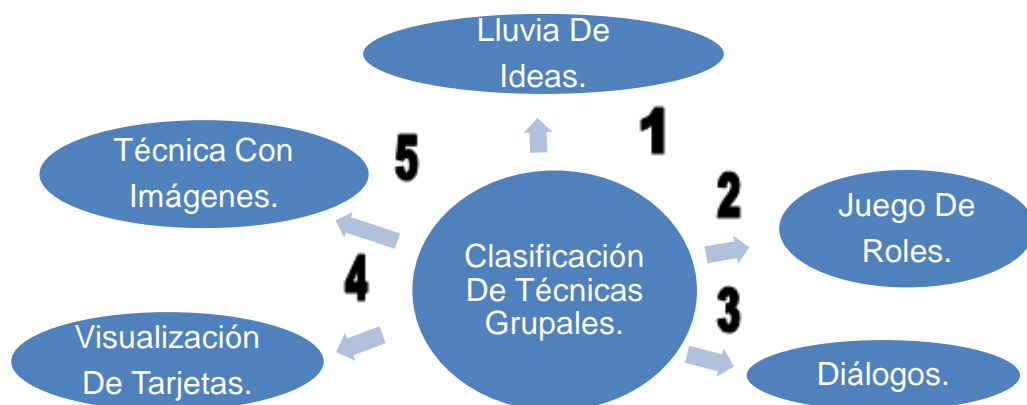 Lluvia De
Ideas.
1
2
Juego De
Roles.
3
Diálogos.
4
Visualización
De Tarjetas.
5
Técnica Con
Imágenes.
Clasificación
De Técnicas
Grupales.